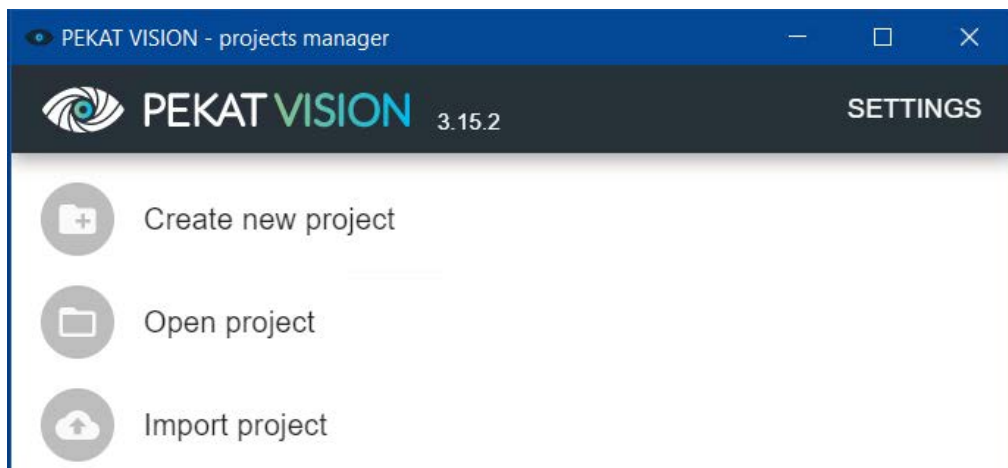 PEKAT VISION - projects manager
PEKAT VISION 3.15.2 SETTINGS
Create new project
Open project
Import project